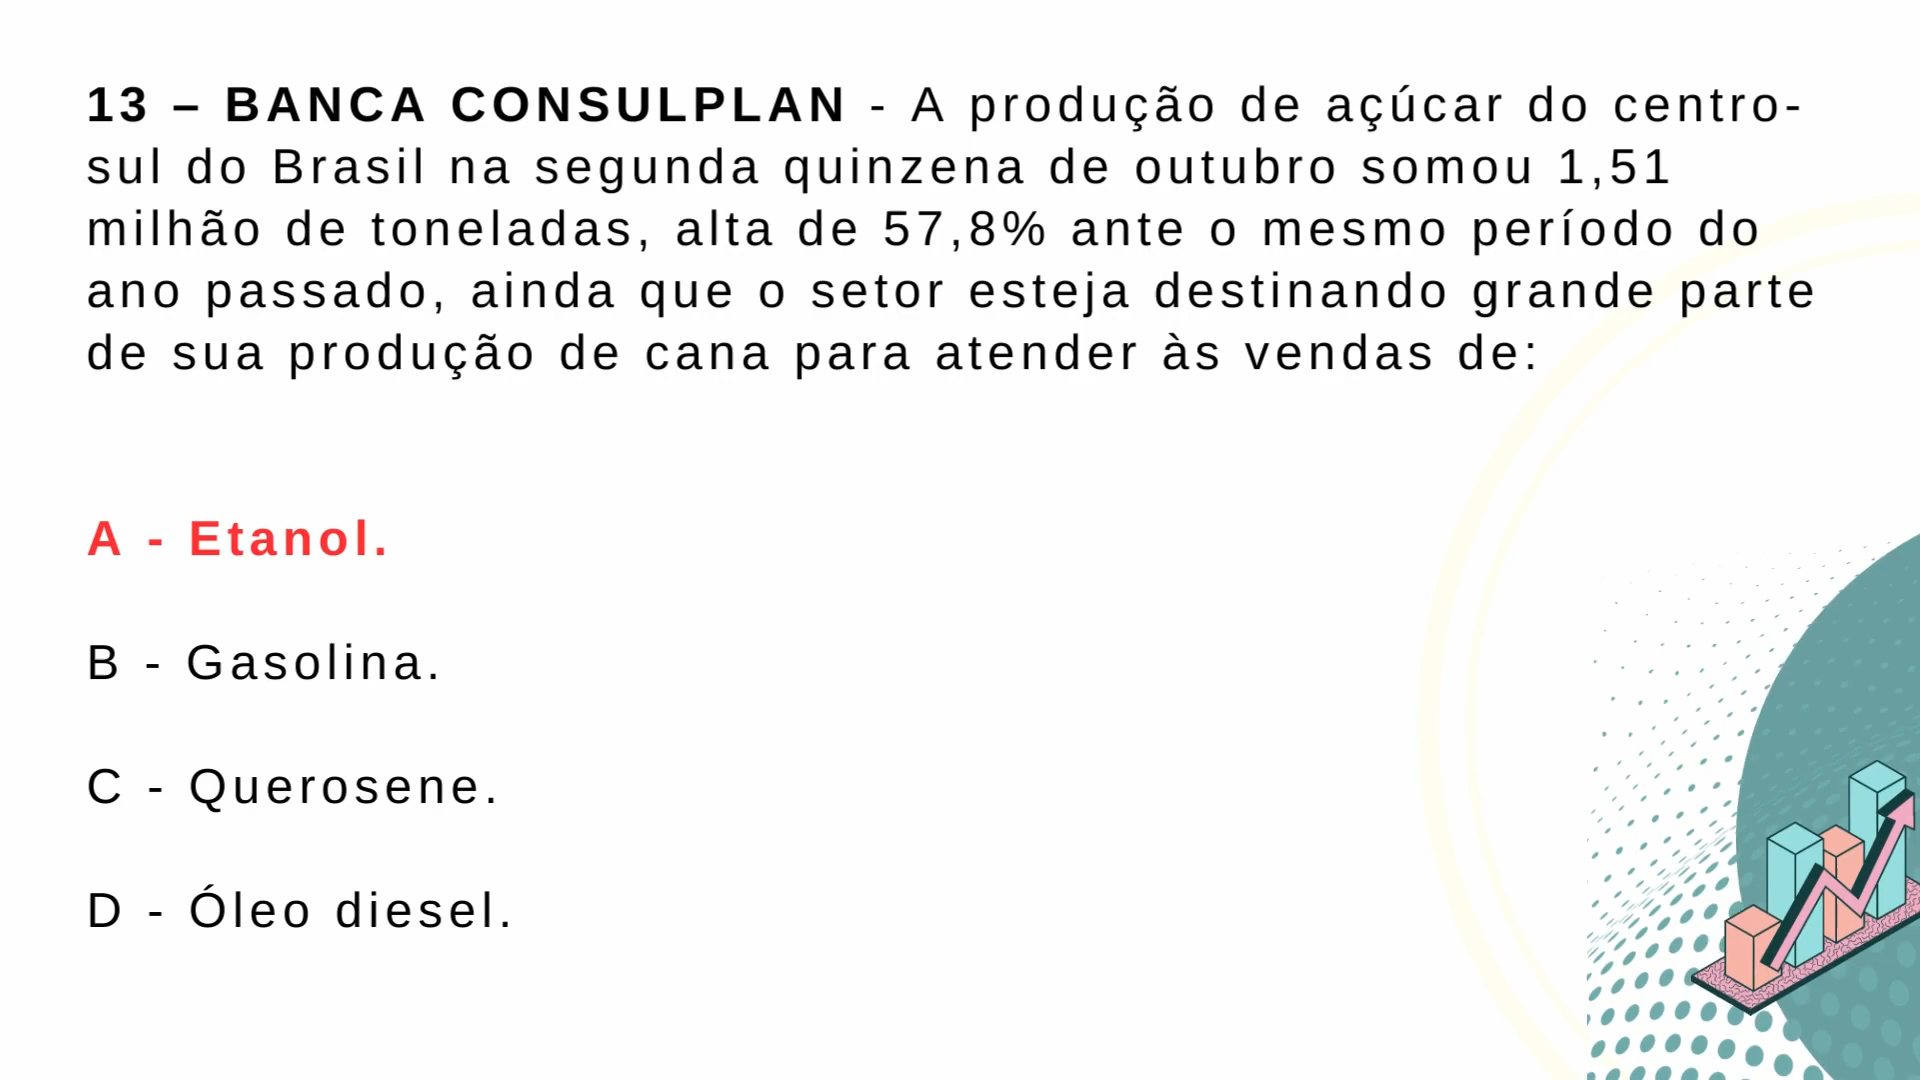 13 – BANCA CONSULPLAN - A produção de açúcar do centro-
sul do Brasil na segunda quinzena de outubro somou 1,51
milhão de toneladas, alta de 57,8% ante o mesmo período do
ano passado, ainda que o setor esteja destinando grande parte
de sua produção de cana para atender às vendas de:
A - Etanol.
B - Gasolina.
C - Querosene.
D - Óleo diesel.